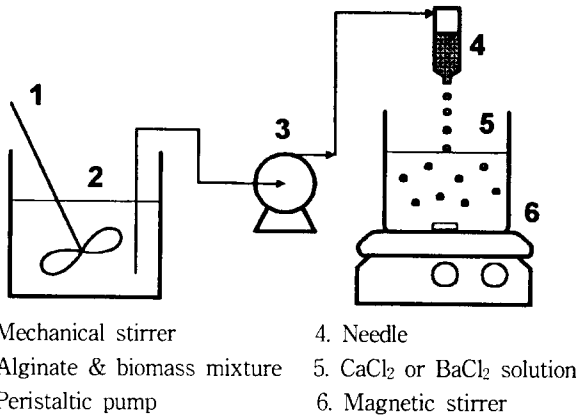 1
2
3
4
5
6
Mechanical stirrer
Alginate & biomass mixture
Peristaltic pump
4. Needle
5. CaCl₂ or BaCl₂ solution
6. Magnetic stirrer